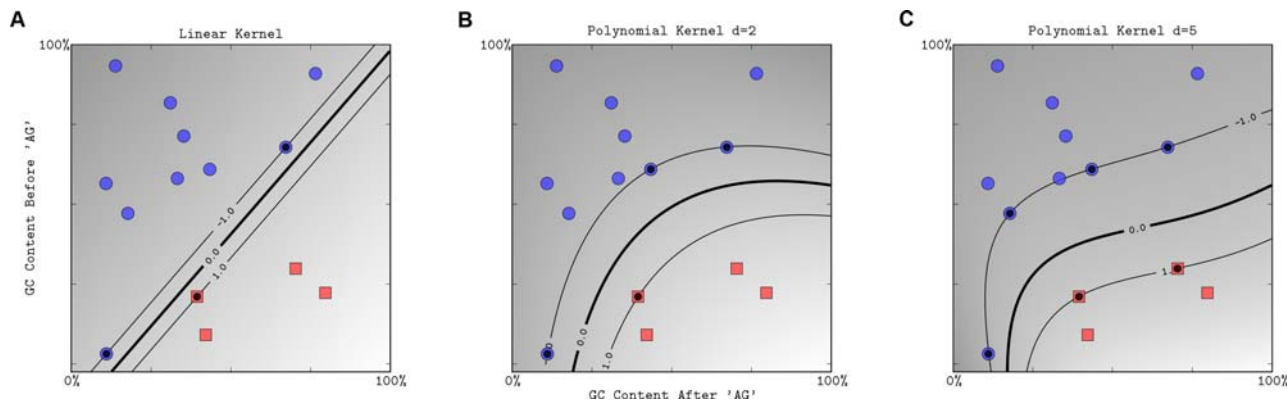 A
B
C
Linear Kernel
Polynomial Kernel d=2
Polynomial Kernel d=5
100%
100%
100%
GC Content Before 'AG'
-1.0
0.0
1.0
0.0
1.0
-1.0
0.0
0%
100%
0%
100%
0%
100%
GC Content After 'AG'